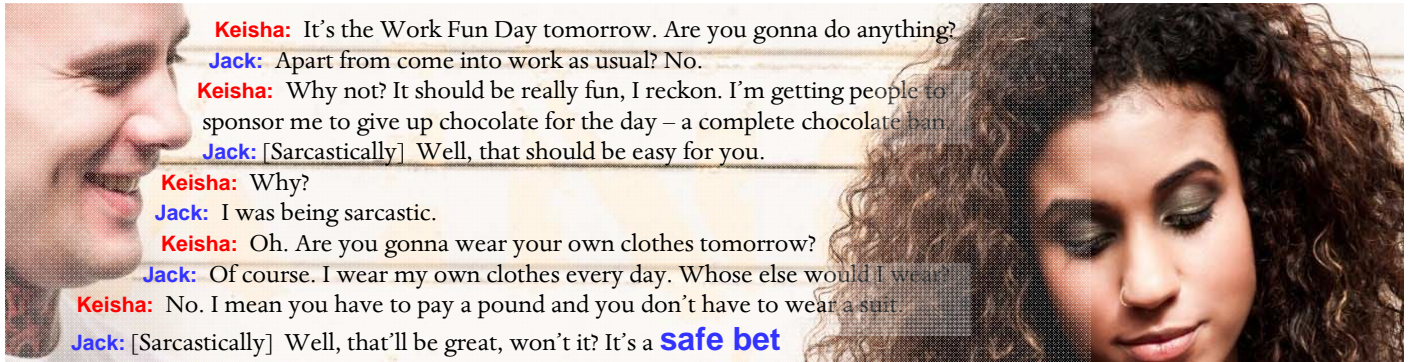 Keisha: It’s the Work Fun Day tomorrow. Are you gonna do anything?
Jack: Apart from come into work as usual? No.
Keisha: Why not? It should be really fun, I reckon. I’m getting people to
sponsor me to give up chocolate for the day – a complete chocolate ban.
Jack: [Sarcastically] Well, that should be easy for you.
Keisha: Why?
Jack: I was being sarcastic.
Keisha: Oh. Are you gonna wear your own clothes tomorrow?
Jack: Of course. I wear my own clothes every day. Whose else would I wear?
Keisha: No. I mean you have to pay a pound and you don’t have to wear a suit.
Jack: [Sarcastically] Well, that’ll be great, won’t it? It’s a safe bet